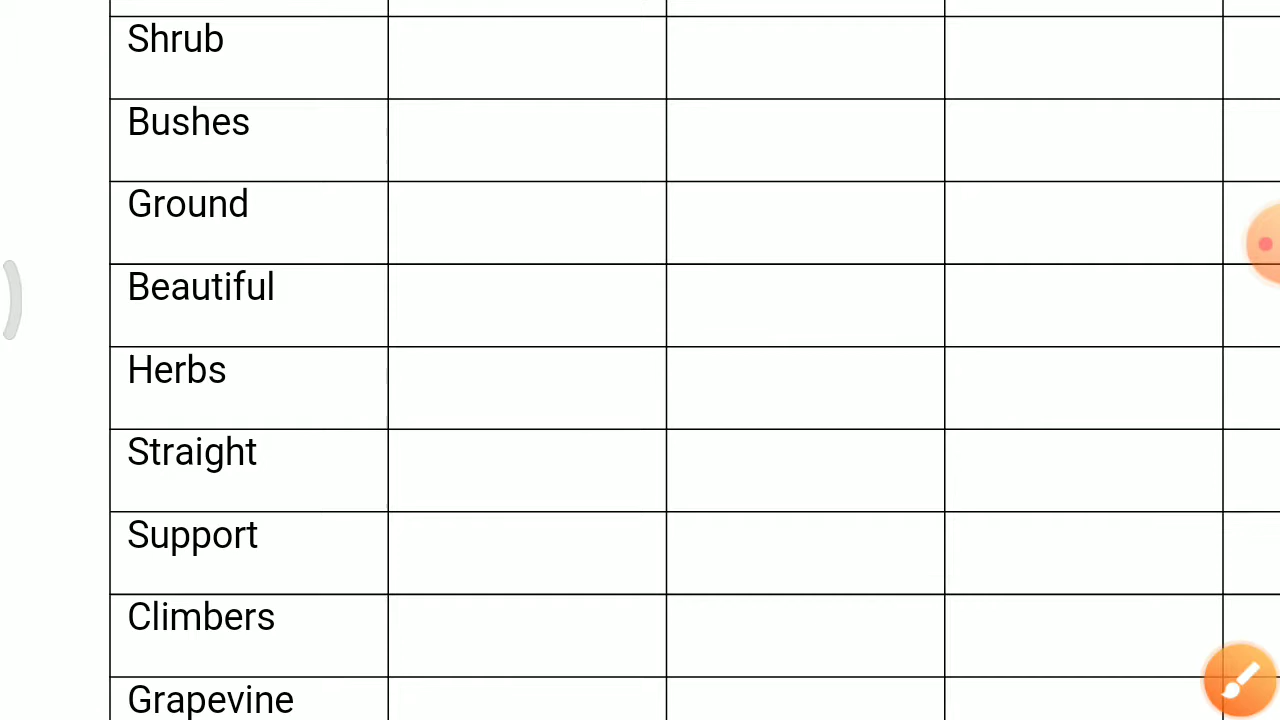 Shrub
Bushes
Ground
Beautiful
Herbs
Straight
Support
Climbers
Grapevine